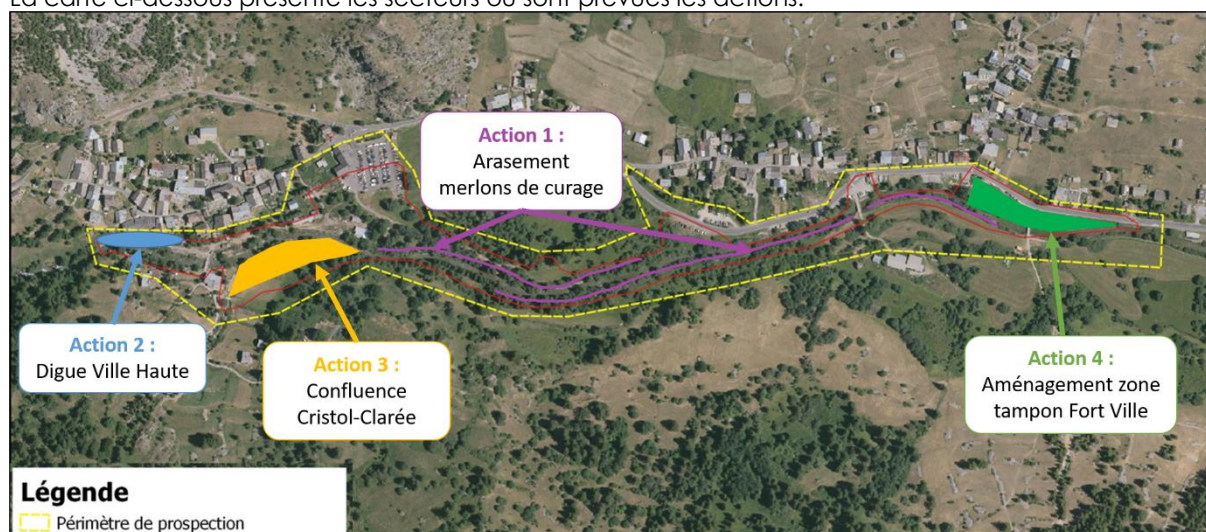 La carte ci-dessous présente les secteurs où sont prévues les actions.
Action 1 :
Arasement
merlons de curage
Action 2 :
Digue Ville Haute
Action 3 :
Confluence
Cristol-Clarée
Action 4 :
Aménagement zone
tampon Fort Ville
Légende
Périmètre de prospection